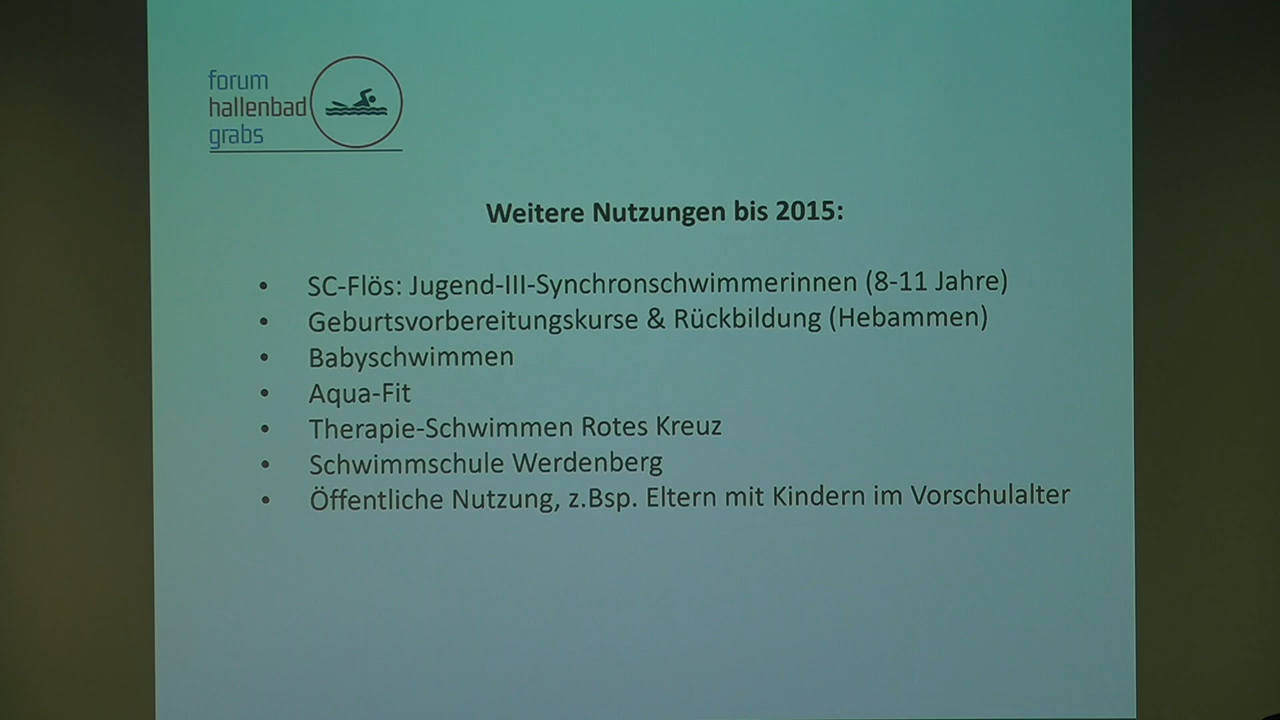 forum
hallenbad
grabs
Weitere Nutzungen bis 2015:
• SC-Flös: Jugend-III-Synchronschwimmerinnen (8-11 Jahre)
• Geburtsvorbereitungskurse & Rückbildung (Hebammen)
• Babyschwimmen
• Aqua-Fit
• Therapie-Schwimmen Rotes Kreuz
• Schwimmschule Werdenberg
• Öffentliche Nutzung, z.Bsp. Eltern mit Kindern im Vorschulalter